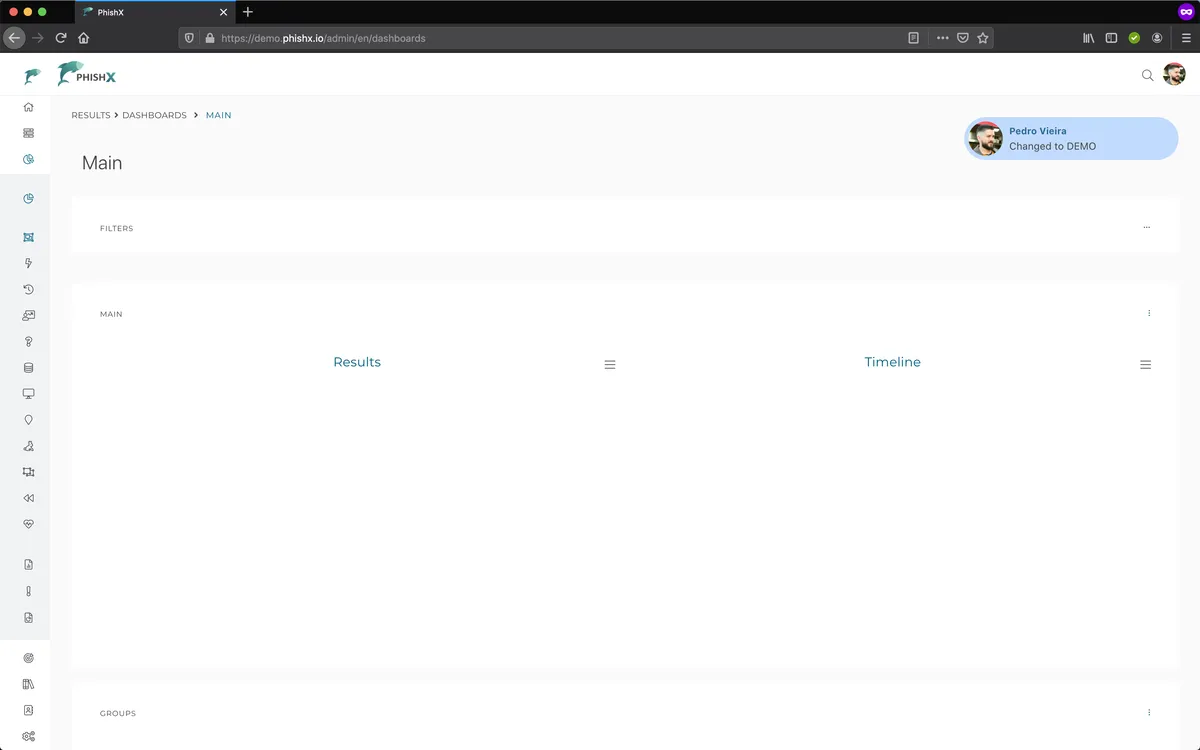 PhishX
https://demo.phishx.io/admin/en/dashboards
PHISHX
RESULTS > DASHBOARDS > MAIN
Pedro Vieira
Changed to DEMO
Main
FILTERS
MAIN
Results
Timeline
GROUPS